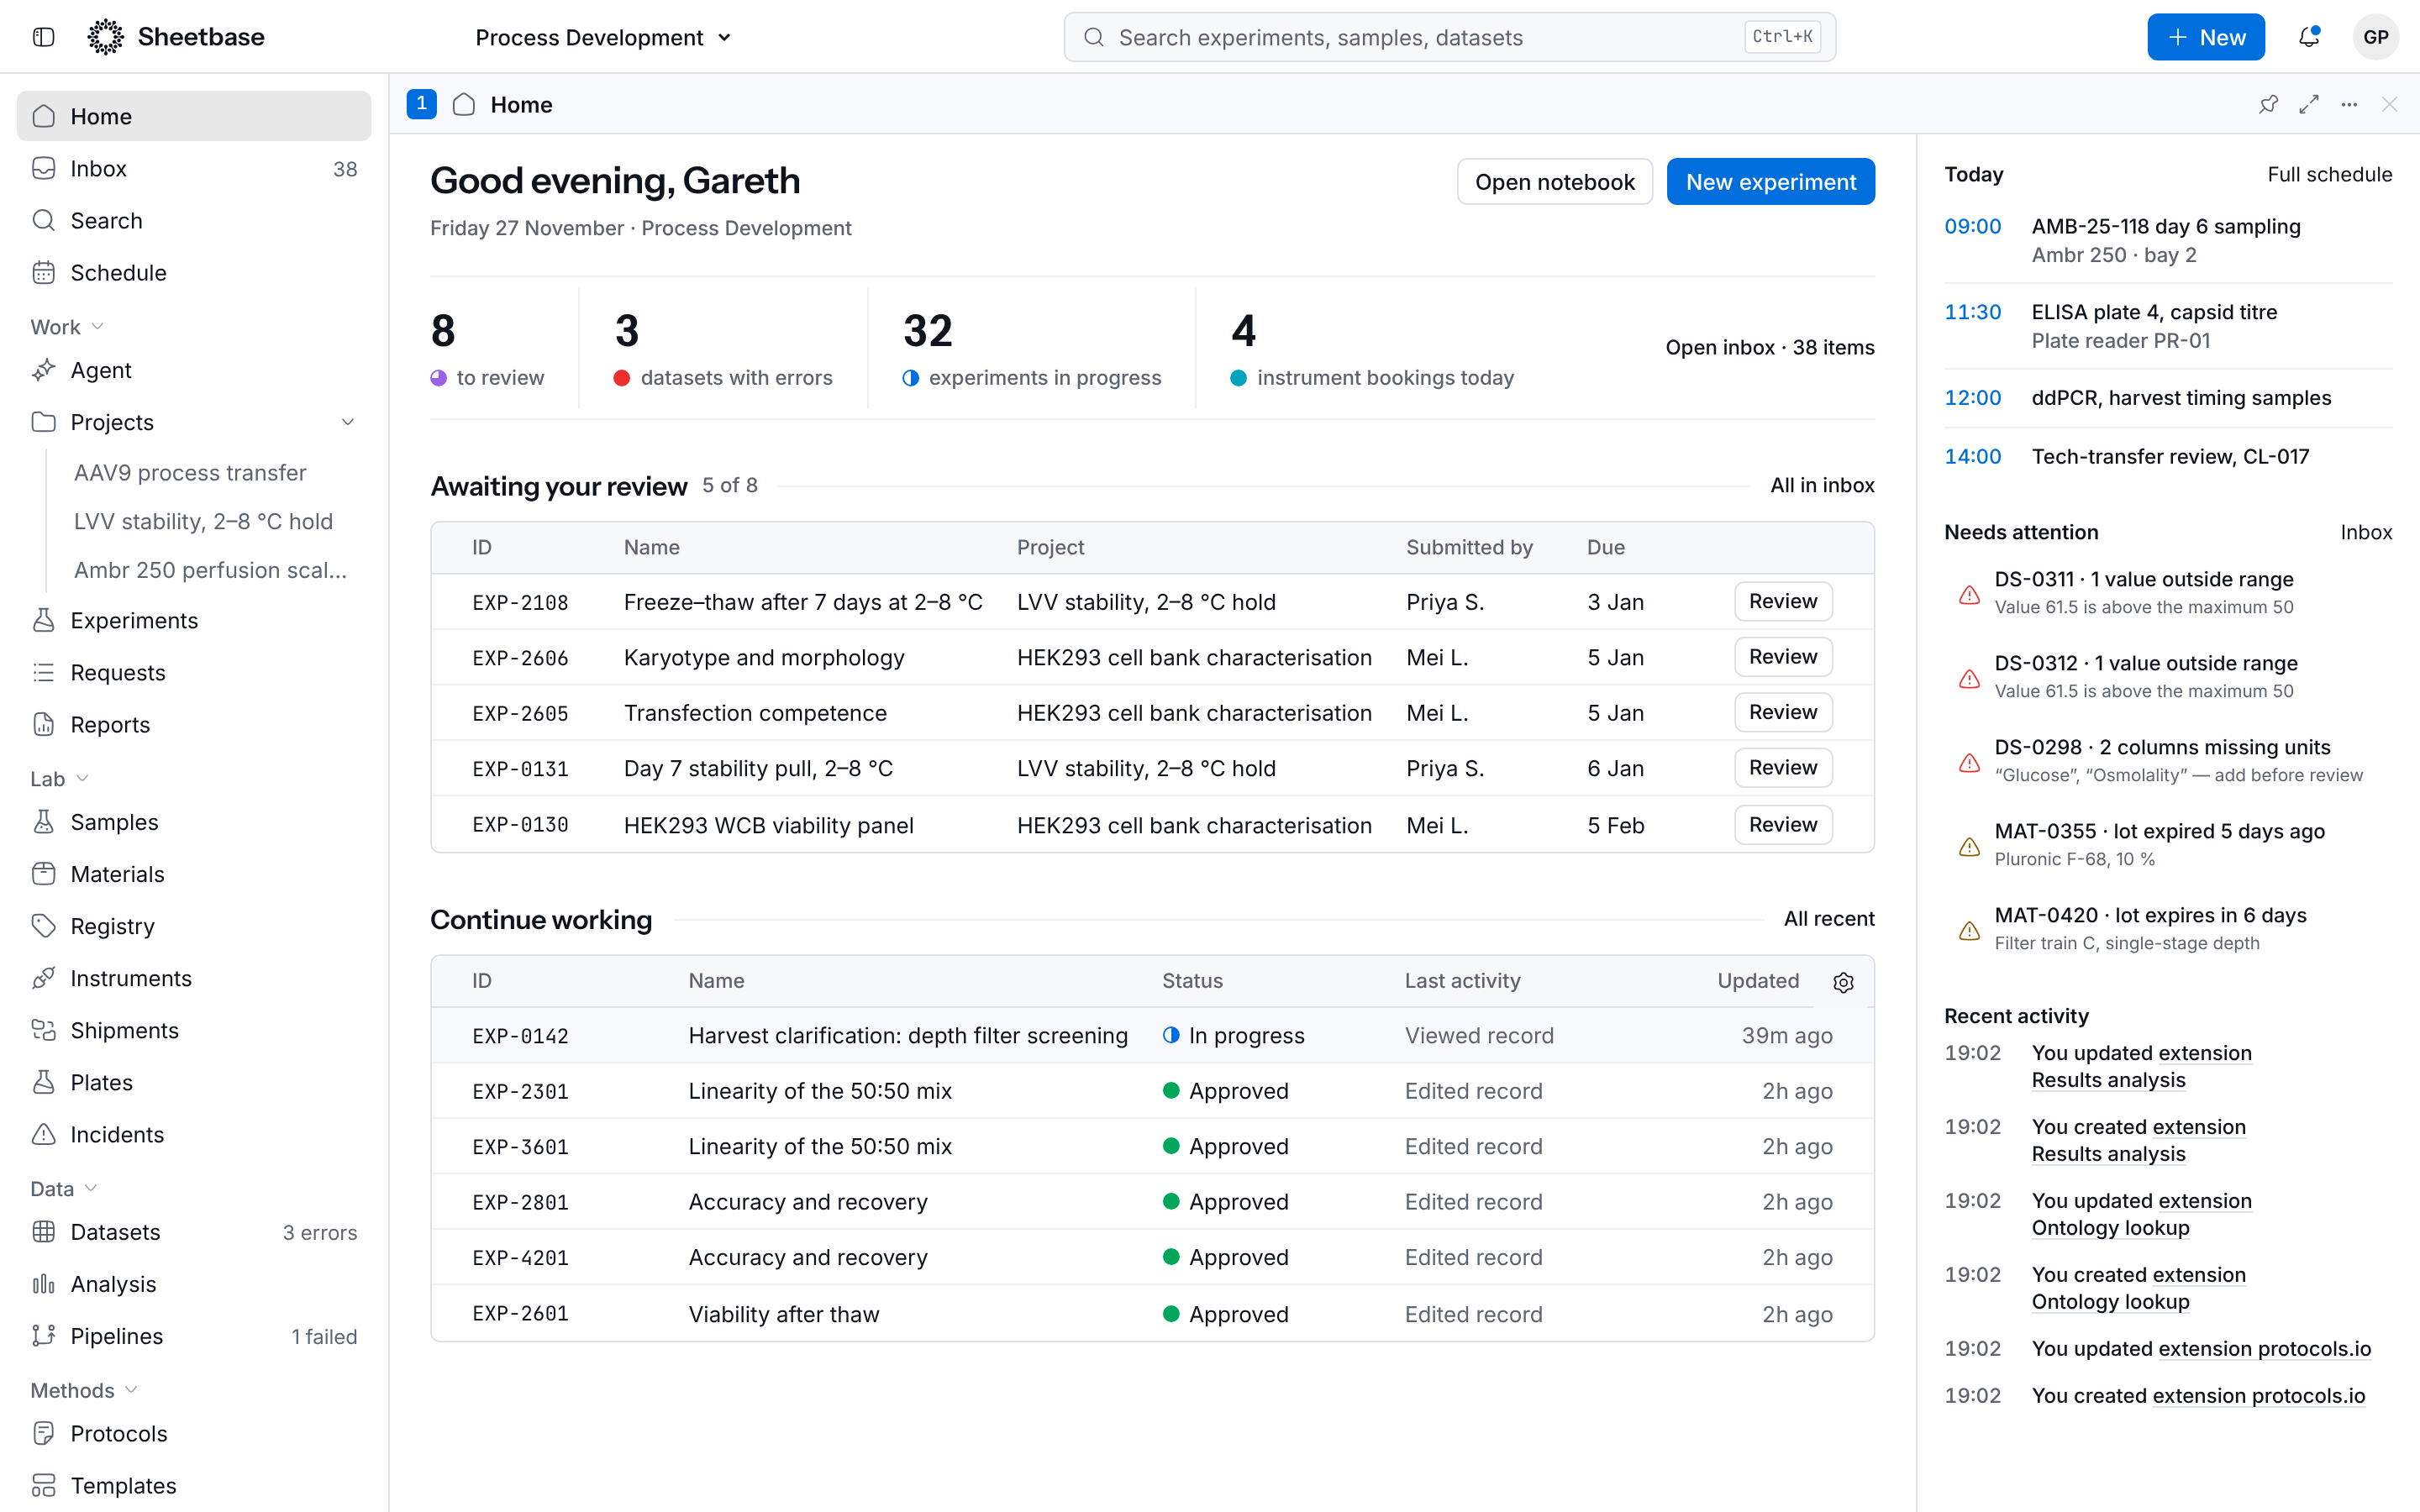 Sheetbase
Process Development
Search experiments, samples, datasets
Ctrl+K
New
GP
Home
Inbox 38
Search
Schedule
Work
Agent
Projects
AAV9 process transfer
LVV stability, 2–8 °C hold
Ambr 250 perfusion scal...
Experiments
Requests
Reports
Lab
Samples
Materials
Registry
Instruments
Shipments
Plates
Incidents
Data
Datasets 3 errors
Analysis
Pipelines 1 failed
Methods
Protocols
Templates
1 Home
Good evening, Gareth
Friday 27 November · Process Development
Open notebook
New experiment
8
to review
3
datasets with errors
32
experiments in progress
4
instrument bookings today
Open inbox · 38 items
Awaiting your review 5 of 8
All in inbox
ID Name Project Submitted by Due
EXP-2108 Freeze–thaw after 7 days at 2–8 °C LVV stability, 2–8 °C hold Priya S. 3 Jan Review
EXP-2606 Karyotype and morphology HEK293 cell bank characterisation Mei L. 5 Jan Review
EXP-2605 Transfection competence HEK293 cell bank characterisation Mei L. 5 Jan Review
EXP-0131 Day 7 stability pull, 2–8 °C LVV stability, 2–8 °C hold Priya S. 6 Jan Review
EXP-0130 HEK293 WCB viability panel HEK293 cell bank characterisation Mei L. 5 Feb Review
Continue working
All recent
ID Name Status Last activity Updated
EXP-0142 Harvest clarification: depth filter screening In progress Viewed record 39m ago
EXP-2301 Linearity of the 50:50 mix Approved Edited record 2h ago
EXP-3601 Linearity of the 50:50 mix Approved Edited record 2h ago
EXP-2801 Accuracy and recovery Approved Edited record 2h ago
EXP-4201 Accuracy and recovery Approved Edited record 2h ago
EXP-2601 Viability after thaw Approved Edited record 2h ago
Today Full schedule
09:00 AMB-25-118 day 6 sampling
Ambr 250 · bay 2
11:30 ELISA plate 4, capsid titre
Plate reader PR-01
12:00 ddPCR, harvest timing samples
14:00 Tech-transfer review, CL-017
Needs attention Inbox
DS-0311 · 1 value outside range
Value 61.5 is above the maximum 50
DS-0312 · 1 value outside range
Value 61.5 is above the maximum 50
DS-0298 · 2 columns missing units
“Glucose”, “Osmolality” — add before review
MAT-0355 · lot expired 5 days ago
Pluronic F-68, 10 %
MAT-0420 · lot expires in 6 days
Filter train C, single-stage depth
Recent activity
19:02 You updated extension
Results analysis
19:02 You created extension
Results analysis
19:02 You updated extension
Ontology lookup
19:02 You created extension
Ontology lookup
19:02 You updated extension protocols.io
19:02 You created extension protocols.io